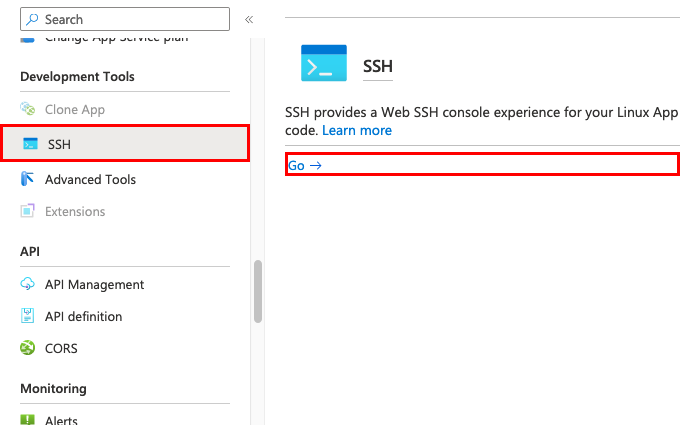 Search
Change App Service plan
Development Tools
Clone App
SSH
Advanced Tools
Extensions
API
API Management
API definition
CORS
Monitoring
Alerts
SSH
SSH provides a Web SSH console experience for your Linux App
code. Learn more
Go →